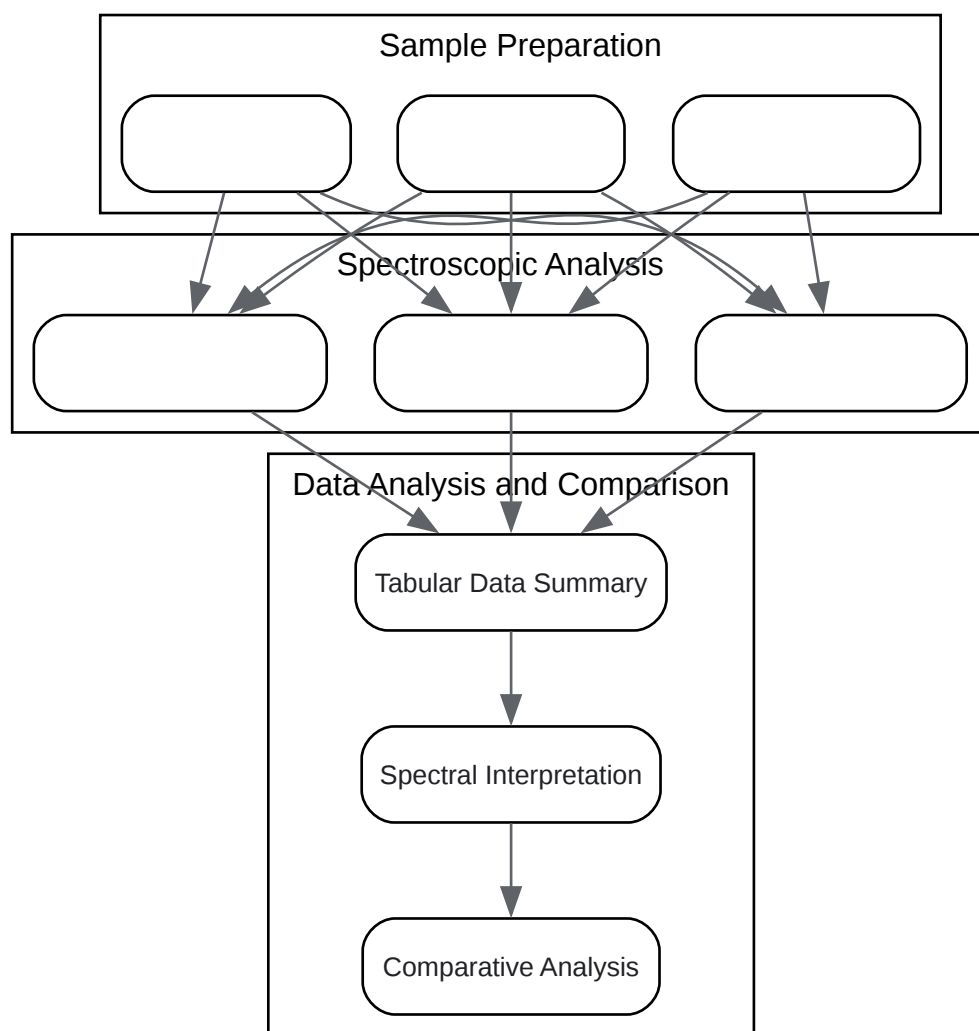 Sample Preparation
Spectroscopic Analysis
Data Analysis and Comparison
Tabular Data Summary
Spectral Interpretation
Comparative Analysis